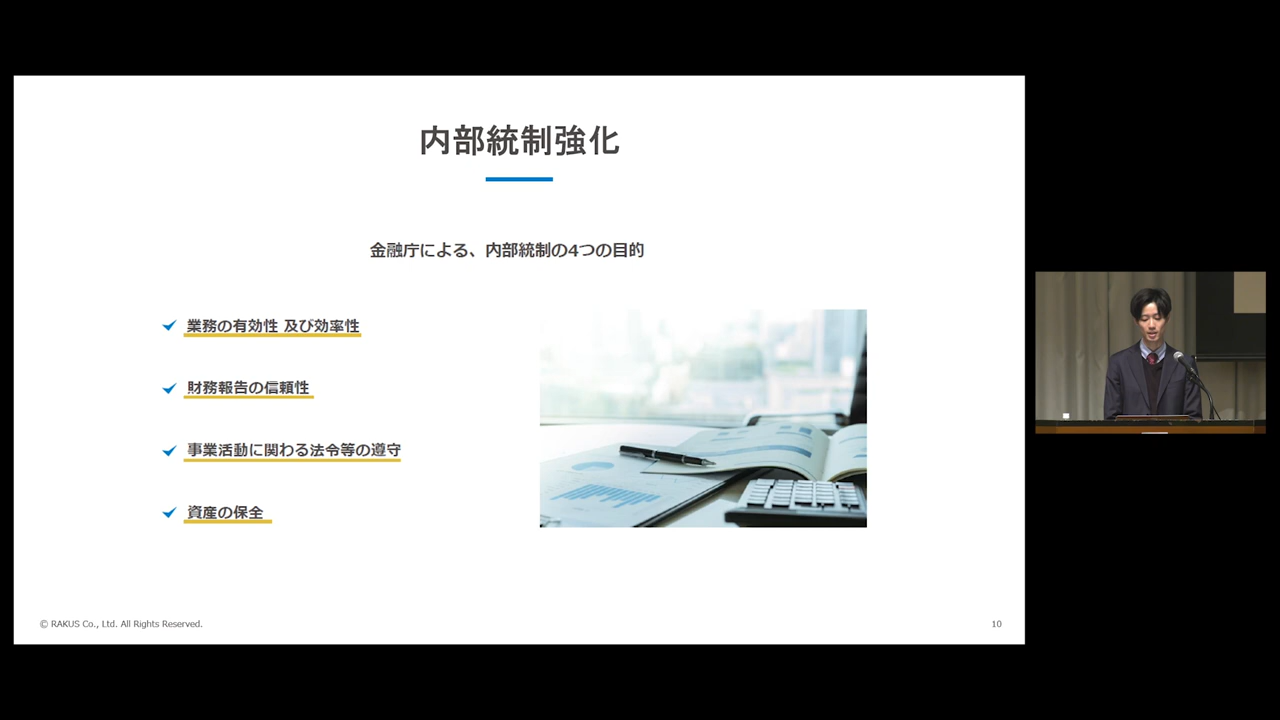 内部統制強化
金融庁による、内部統制の4つの目的
業務の有効性 及び効率性
財務報告の信頼性
事業活動に関わる法令等の遵守
資産の保全
© RAKUS Co., Ltd. All Rights Reserved.
10